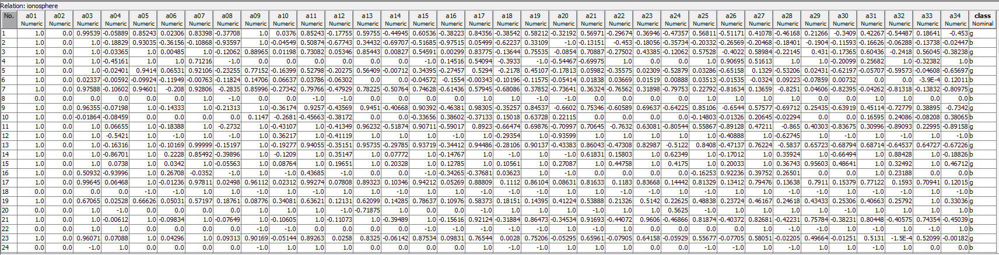 Relation: ionosphere
No. a01 a02 a03 a04 a05 a06 a07 a08 a09 a10 a11 a12 a13 a14 a15 a16 a17 a18 a19 a20 a21 a22 a23 a24 a25 a26 a27 a28 a29 a30 a31 a32 a33 a34 class
Numeric Numeric Numeric Numeric Numeric Numeric Numeric Numeric Numeric Numeric Numeric Numeric Numeric Numeric Numeric Numeric Numeric Numeric Numeric Numeric Numeric Numeric Numeric Numeric Numeric Numeric Numeric Numeric Numeric Numeric Numeric Numeric Numeric Numeric Nominal
1 1.0 0.0 0.99539 -0.05889 0.85243 0.02306 0.83398 -0.37708 1.0 0.0376 0.85243 -0.17755 0.59755 -0.44945 0.60536 -0.38223 0.84356 -0.38542 0.58212 -0.32192 0.56971 -0.29674 0.36946 -0.47357 0.56811 -0.51171 0.41078 -0.46168 0.21266 -0.3409 0.42267 -0.54487 0.18641 -0.453 g
2 1.0 0.0 1.0 -0.18829 0.93035 -0.36156 -0.10868 -0.93597 1.0 -0.04549 0.50874 -0.67743 0.34432 -0.69707 -0.51685 -0.97515 0.05499 -0.62237 0.33109 -1.0 -0.13151 -0.453 -0.18056 -0.35734 -0.20332 -0.26569 -0.20468 -0.18401 -0.1904 -0.11593 -0.16626 -0.06288 -0.13738 -0.02447 b
3 1.0 0.0 1.0 -0.03365 1.0 0.00485 1.0 -0.12062 0.88965 0.01198 0.73082 0.05346 0.85443 0.00827 0.54591 0.00299 0.83775 -0.13644 0.75535 -0.0854 0.70887 -0.27502 0.43385 -0.12062 0.57528 -0.4022 0.58984 -0.22145 0.431 -0.17365 0.60436 -0.2418 0.56045 -0.38238 g
4 1.0 0.0 1.0 -0.45161 1.0 1.0 0.71216 -1.0 0.0 0.0 0.0 0.0 0.0 0.0 -1.0 0.14516 0.54094 -0.3933 -1.0 -0.54467 -0.69975 1.0 0.0 0.0 1.0 0.90695 0.51613 1.0 1.0 -0.20099 0.25682 1.0 -0.32382 1.0 b
5 1.0 0.0 1.0 -0.02401 0.9414 0.06531 0.92106 -0.23255 0.77152 -0.16399 0.52798 -0.20275 0.56409 -0.00712 0.34395 -0.27457 0.5294 -0.2178 0.45107 -0.17813 0.05982 -0.35575 0.02309 -0.52879 0.03286 -0.65158 0.1329 -0.53206 0.02431 -0.62197 -0.05707 -0.59573 -0.04608 -0.65697 g
6 1.0 0.0 0.02337 -0.00592 -0.09924 -0.11949 -0.00763 -0.11824 0.14706 0.06637 0.03786 -0.06302 0.0 0.0 -0.04572 -0.1554 -0.00343 -0.10196 -0.11575 -0.05414 0.01838 0.03669 0.01519 0.00888 0.03513 -0.01535 -0.0324 0.09223 -0.07859 0.00732 0.0 0.0 -3.9E-4 0.12011 b
7 1.0 0.0 0.97588 -0.10602 0.94601 -0.208 0.92806 -0.2835 0.85996 -0.27342 0.79766 -0.47929 0.78225 -0.50764 0.74628 -0.61436 0.57945 -0.68086 0.37852 -0.73641 0.36324 -0.76562 0.31898 -0.79753 0.22792 -0.81634 0.13659 -0.8251 0.04606 -0.82395 -0.04262 -0.81318 -0.13832 -0.80975 g
8 0.0 0.0 0.0 0.0 0.0 0.0 1.0 -1.0 0.0 0.0 -1.0 -1.0 0.0 0.0 0.0 0.0 1.0 1.0 -1.0 -1.0 0.0 0.0 0.0 0.0 1.0 1.0 1.0 1.0 0.0 0.0 1.0 1.0 0.0 0.0 b
9 1.0 0.0 0.96355 -0.07198 1.0 -0.14333 1.0 -0.21313 1.0 -0.36174 0.9257 -0.43569 0.9451 -0.40668 0.90392 -0.46381 0.98305 -0.35257 0.84537 -0.6602 0.75346 -0.60589 0.69637 -0.64225 0.85106 -0.6544 0.57577 -0.69712 0.25435 -0.63919 0.45114 -0.72779 0.38895 -0.7342 g
10 1.0 0.0 -0.01864 -0.08459 0.0 0.0 0.0 0.0 0.1147 -0.2681 -0.45663 -0.38172 0.0 0.0 -0.33656 0.38602 -0.37133 0.15018 0.63728 0.22115 0.0 0.0 0.0 0.0 -0.14803 -0.01326 0.20645 -0.02294 0.0 0.0 0.16595 0.24086 -0.08208 0.38065 b
11 1.0 0.0 1.0 0.06655 1.0 -0.18388 1.0 -0.2732 1.0 -0.43107 1.0 -0.41349 0.96232 -0.51874 0.90711 -0.59017 0.8923 -0.66474 0.69876 -0.70997 0.70645 -0.7632 0.63081 -0.80544 0.55867 -0.89128 0.47211 -0.865 0.40303 -0.83675 0.30996 -0.89093 0.22995 -0.89158 g
12 1.0 0.0 1.0 -0.5421 1.0 -1.0 1.0 -1.0 1.0 0.36217 1.0 -0.41119 1.0 1.0 1.0 -1.0 1.0 -0.29354 1.0 -0.93599 1.0 1.0 1.0 1.0 1.0 -0.40888 1.0 -0.62745 1.0 -1.0 1.0 -1.0 1.0 -1.0 b
13 1.0 0.0 1.0 -0.16316 1.0 -0.10169 0.99999 -0.15197 1.0 -0.19277 0.94055 -0.35151 0.95735 -0.29785 0.93719 -0.34412 0.94486 -0.28106 0.90137 -0.43383 0.86043 -0.47308 0.82987 -0.5122 0.8408 -0.47137 0.76224 -0.5837 0.65723 -0.68794 0.68714 -0.64537 0.64727 -0.67226 g
14 1.0 0.0 1.0 -0.86701 1.0 0.2228 0.85492 -0.39896 1.0 -0.1209 1.0 0.35147 1.0 0.07772 1.0 -0.14767 1.0 -1.0 1.0 -1.0 0.61831 0.15803 1.0 0.62349 1.0 -0.17012 1.0 0.35924 1.0 -0.66494 1.0 0.88428 1.0 -0.18826 b
15 1.0 0.0 1.0 0.0738 1.0 0.0342 1.0 -0.05563 1.0 0.08764 1.0 0.19651 1.0 0.20328 1.0 0.12785 1.0 0.10561 1.0 0.27087 1.0 0.44758 1.0 0.4175 1.0 0.20033 1.0 0.36743 0.95603 0.48641 1.0 0.32492 1.0 0.46712 g
16 1.0 0.0 0.50932 -0.93996 1.0 0.26708 -0.0352 -1.0 1.0 -1.0 0.43685 -1.0 0.0 0.0 -1.0 -0.34265 -0.37681 0.03623 1.0 -1.0 0.0 0.0 0.0 0.0 -0.16253 0.92236 0.39752 0.26501 0.0 0.0 1.0 0.23188 0.0 0.0 b
17 1.0 0.0 0.99645 0.06468 1.0 -0.01236 0.97811 0.02498 0.96112 0.02312 0.99274 0.07808 0.89323 0.10346 0.94212 0.05269 0.88809 0.1112 0.86104 0.08631 0.81633 0.1183 0.83668 0.14442 0.81329 0.13412 0.79476 0.13638 0.7911 0.15379 0.77122 0.1593 0.70941 0.12015 g
18 0.0 0.0 0.0 0.0 -1.0 -1.0 1.0 1.0 -1.0 1.0 -1.0 1.0 1.0 -1.0 1.0 1.0
19 1.0 0.0 0.67065 0.02528 0.66626 0.05031 0.57197 0.18761 0.08776 0.34081 0.63621 0.12131 0.62099 0.14285 0.78637 0.10976 0.58373 0.18151 0.14395 0.41224 0.53888 0.21326 0.5142 0.22625 0.48838 0.23724 0.46167 0.24618 0.43433 0.25306 0.40663 0.25792 1.0 0.33036 g
20 0.0 0.0 1.0 -1.0 0.0 0.0 0.0 0.0 1.0 1.0 1.0 -1.0 -0.71875 1.0 0.0 0.0 -1.0 1.0 1.0 1.0 -1.0 1.0 1.0 0.5625 -1.0 1.0 1.0 1.0 1.0 -1.0 1.0 1.0 1.0 1.0 b
21 1.0 0.0 1.0 -0.00612 1.0 -0.09834 1.0 -0.07649 1.0 -0.10605 1.0 -0.11073 1.0 -0.39489 1.0 -0.15616 0.92124 -0.31884 0.86473 -0.34534 0.91693 -0.44072 0.9606 -0.46866 0.81874 -0.40372 0.82681 -0.42231 0.75784 -0.38231 0.80448 -0.40575 0.74354 -0.45039 g
22 0.0 0.0 1.0 1.0 0.0 0.0 0.0 0.0 -1.0 -1.0 0.0 0.0 0.0 0.0 -1.0 -1.0 -1.0 -1.0 -1.0 1.0 -1.0 1.0 0.0 0.0 0.0 0.0 1.0 -1.0 -1.0 1.0 -1.0 1.0 -1.0 1.0 b
23 1.0 0.0 0.96071 0.07088 1.0 0.04296 1.0 0.09313 0.90169 -0.05144 0.89263 0.0258 0.8325 -0.06142 0.87534 0.09831 0.76544 0.0028 0.75206 -0.05295 0.65961 -0.07905 0.64158 -0.05929 0.55677 -0.07705 0.58051 -0.02205 0.49664 -0.01251 0.5131 -1.5E-4 0.52099 -0.00182 g
24 0.0 0.0 -1.0 1.0 0.0 0.0 0.0 0.0 -1.0 1.0 1.0 1.0 0.0 0.0 0.0 0.0 1.0 -1.0 -1.0 1.0 1.0 1.0 0.0 0.0 -1.0 -1.0 1.0 -1.0 1.0 1.0 -1.0 1.0 0.0 0.0 b